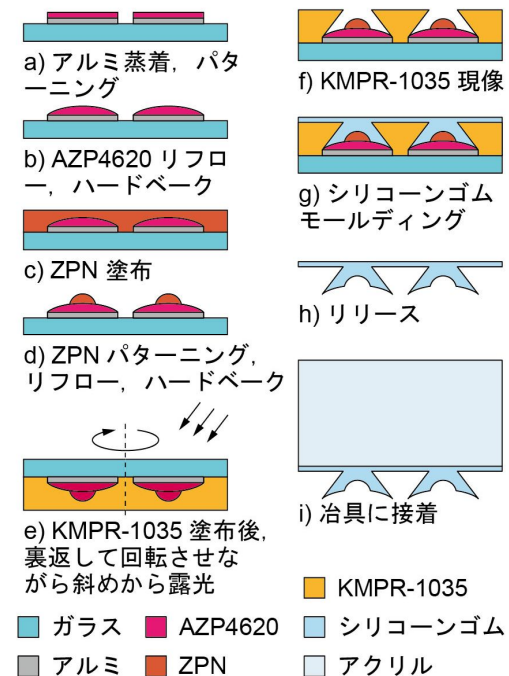 a) アルミ蒸着，パタ
ーニング
b) AZP4620 リフロ
ー，ハードベーク
c) ZPN 塗布
d) ZPN パターニング，
リフロー，ハードベーク
e) KMPR-1035 塗布後，
裏返して回転させな
がら斜めから露光
f) KMPR-1035 現像
g) シリコーンゴム
モールディング
h) リリース
i) 冶具に接着
KMPR-1035
ガラス
AZP4620
シリコーンゴム
アルミ
ZPN
アクリル